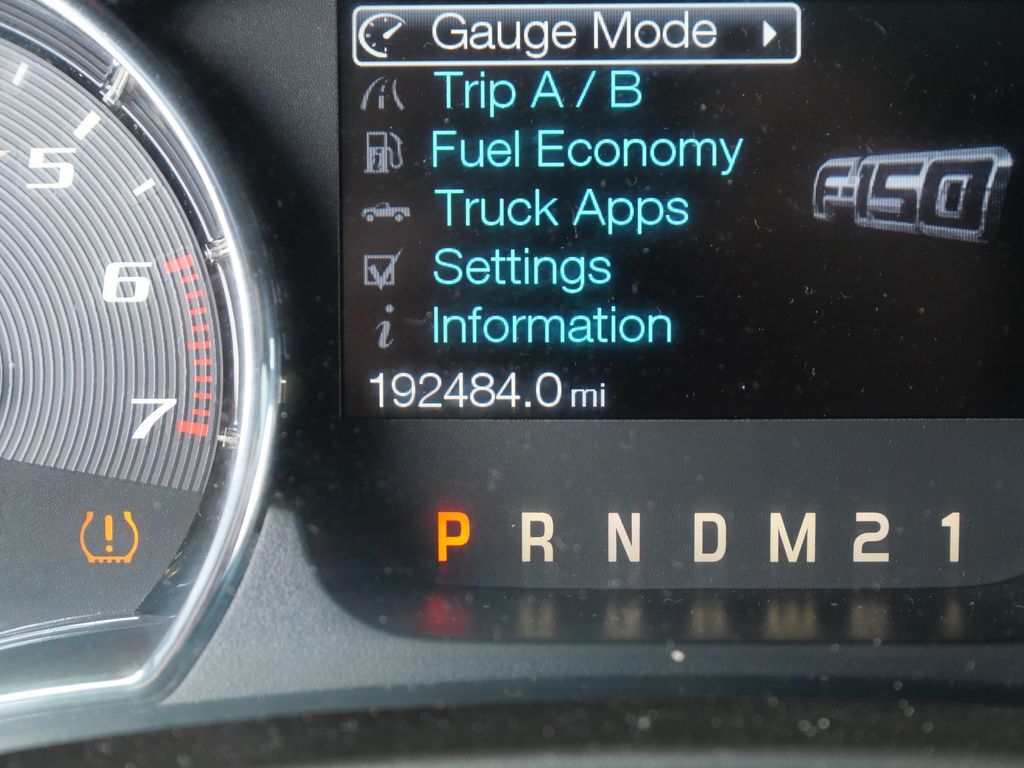 Gauge Mode
Trip A / B
Fuel Economy
Truck Apps
Settings
Information
192484.0 mi
F-150
5
6
7
P R N D M 2 1